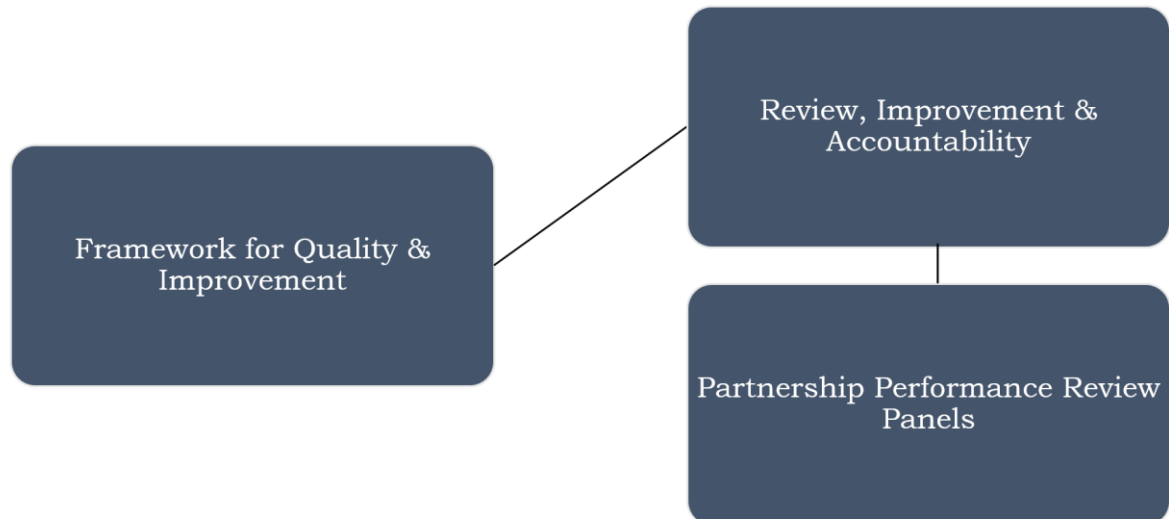 Framework for Quality &
Improvement
Review, Improvement &
Accountability
Partnership Performance Review
Panels